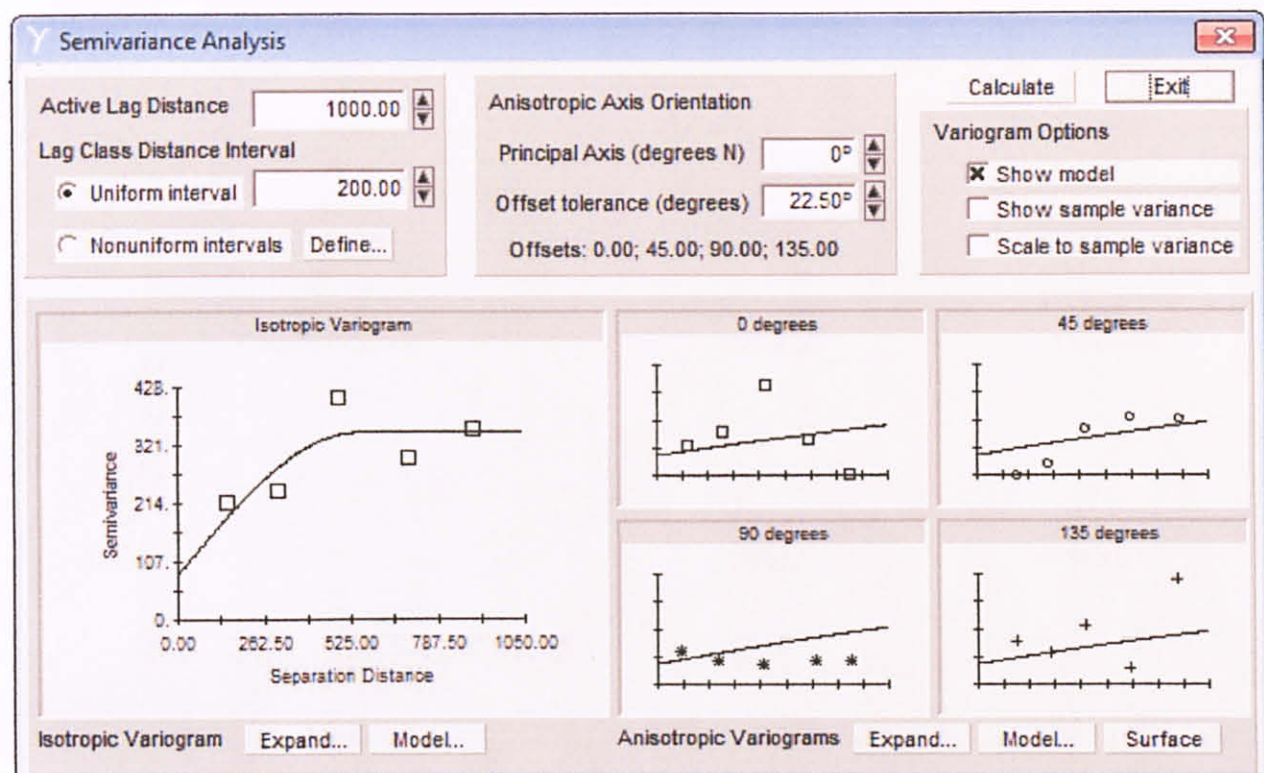 Semivariance Analysis
Active Lag Distance 1000.00
Lag Class Distance Interval
Uniform interval 200.00
Nonuniform intervals Define...
Anisotropic Axis Orientation
Principal Axis (degrees N) 0º
Offset tolerance (degrees) 22.50º
Offsets: 0.00; 45.00; 90.00; 135.00
Calculate Exit
Variogram Options
Show model
Show sample variance
Scale to sample variance
Isotropic Variogram
428.
321.
214.
107.
0.
Semivariance
0.00 262.50 525.00 787.50 1050.00
Separation Distance
0 degrees
45 degrees
90 degrees
135 degrees
Isotropic Variogram Expand... Model...
Anisotropic Variograms Expand... Model... Surface